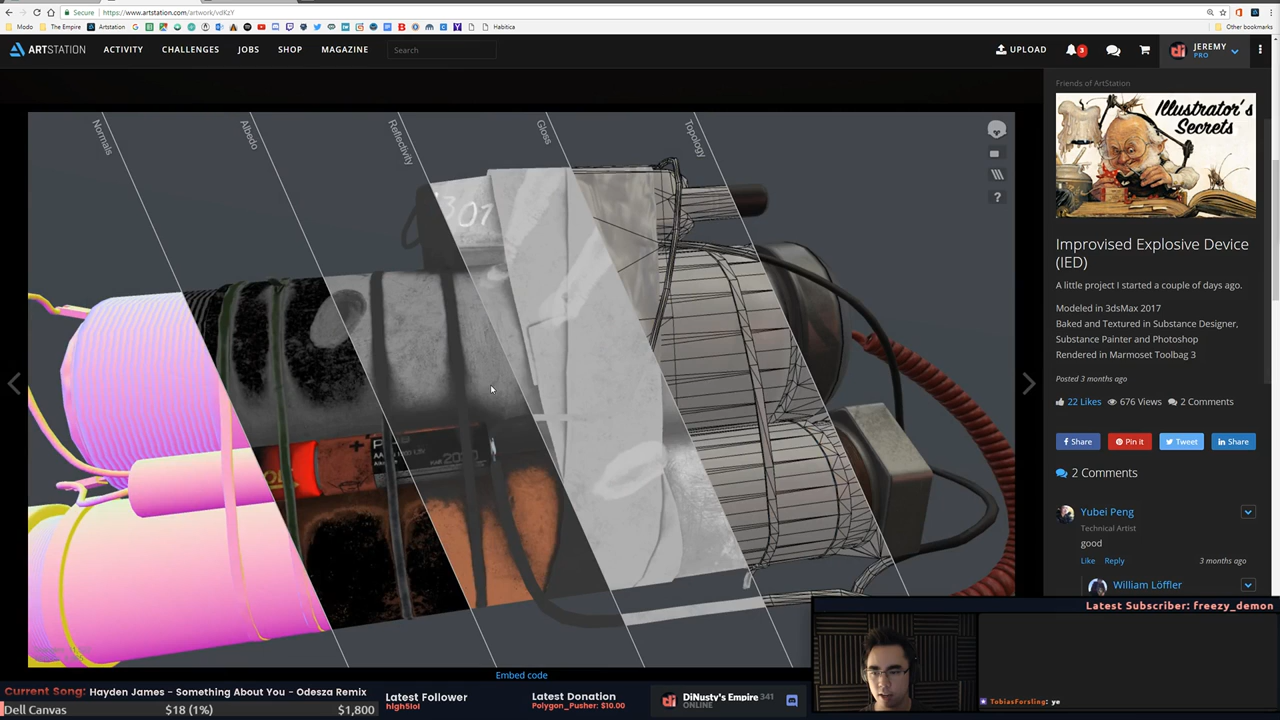 Secure
https://www.artstation.com/artwork/vdKzY
Modo
The Empire
Artstation
Habitica
Other bookmarks
ARTSTATION
ACTIVITY
CHALLENGES
JOBS
SHOP
MAGAZINE
Search
UPLOAD
3
JEREMY
PRO
Normals
Albedo
Reflectivity
Gloss
Topology
301
?
Embed code
Friends of ArtStation
Illustrator's
Secrets
Improvised Explosive Device
(IED)
A little project I started a couple of days ago.
Modeled in 3dsMax 2017
Baked and Textured in Substance Designer,
Substance Painter and Photoshop
Rendered in Marmoset Toolbag 3
Posted 3 months ago
22 Likes
676 Views
2 Comments
Share
Pin it
Tweet
Share
2 Comments
Yubei Peng
Technical Artist
good
Like Reply
3 months ago
William Löffler
Latest Subscriber: freezy_demon
TobiasForsling: ye
Current Song: Hayden James - Something About You - Odesza Remix
Dell Canvas
$18 (1%)
$1,800
Latest Follower
h1gh5lol
Latest Donation
Polygon_Pusher: $10.00
DiNusty's Empire 341
ONLINE